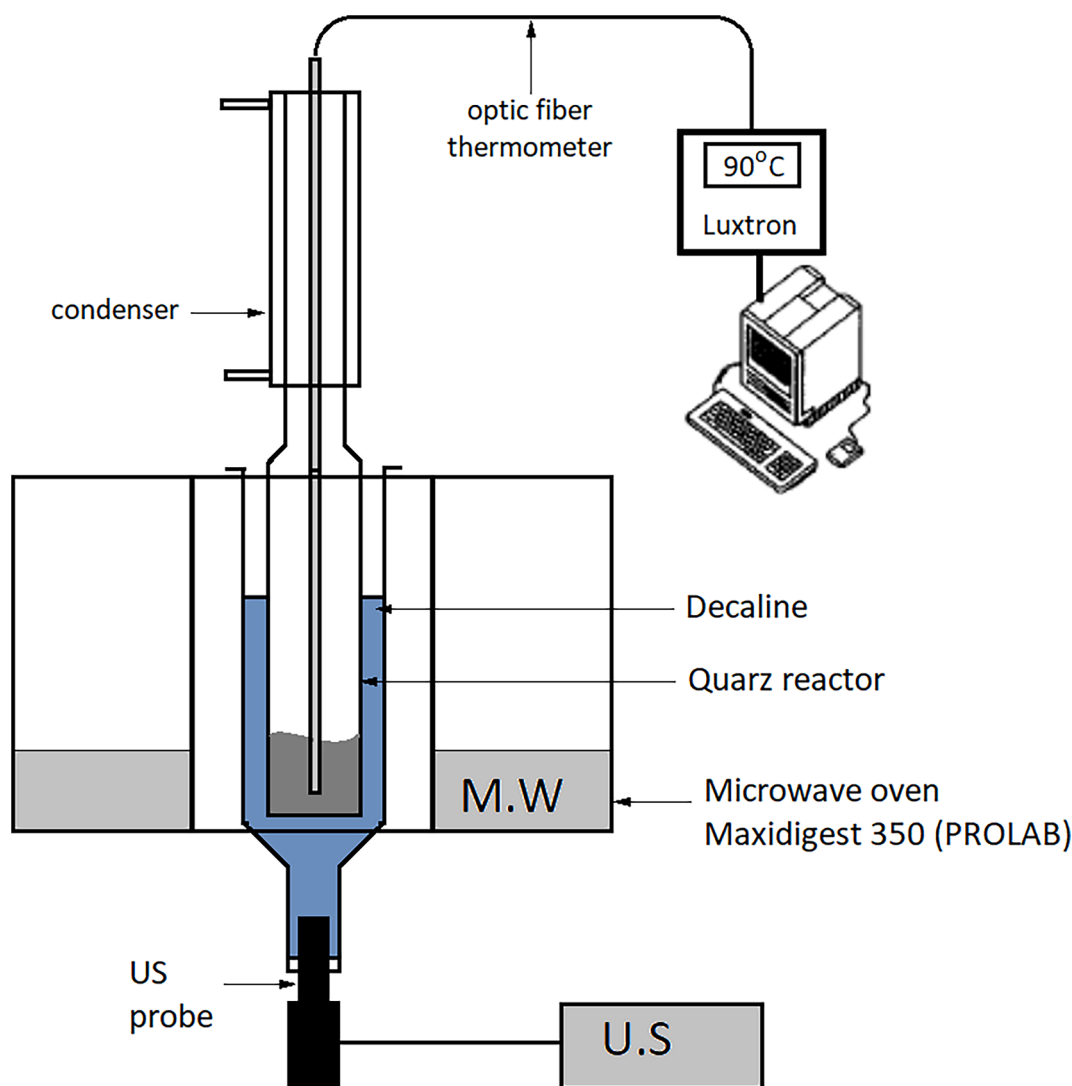 optic fiber
thermometer
90°C
Luxtron
condenser
Decaline
Quarz reactor
M.W
Microwave oven
Maxidigest 350 (PROLAB)
US
probe
U.S